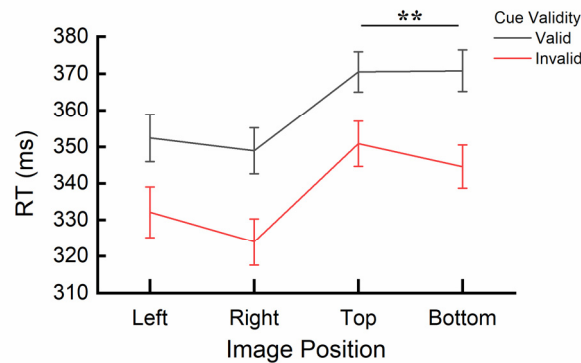 Cue Validity
Valid
Invalid
**
380
370
360
350
340
330
320
310
RT (ms)
Left Right Top Bottom
Image Position